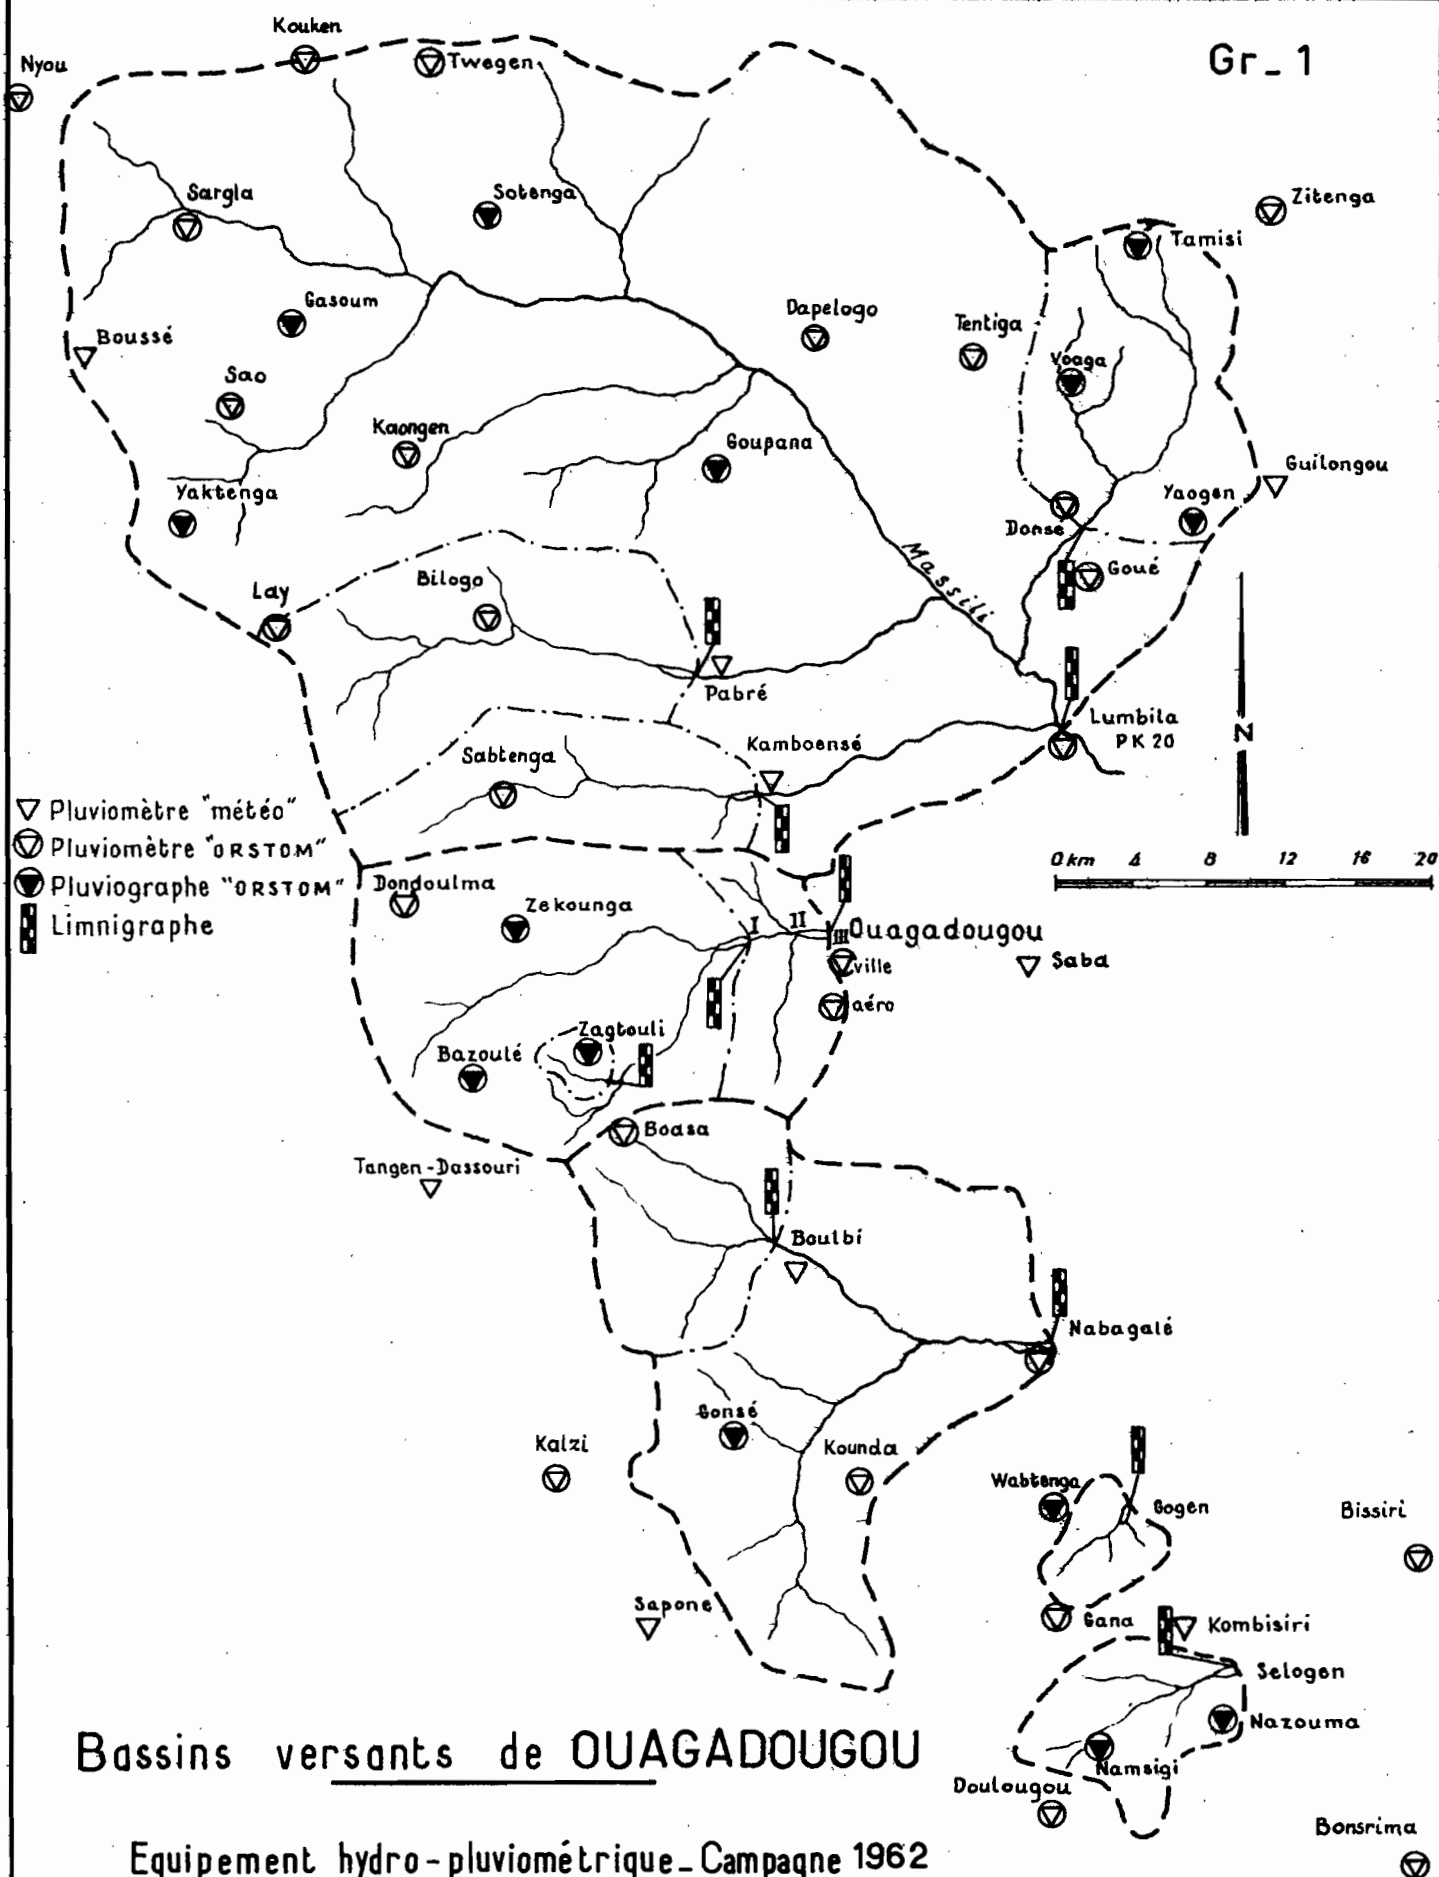 Gr_ 1
Kouken
Nyou
Twegen
Sargla
Sotenga
Zitenga
Tamisi
Gasoum
Dapelogo
Tentiga
Boussé
Voaga
Sao
Kaongen
Goupana
Guilongou
Yaktenga
Yaogen
Donse
Massili
Goué
Bilogo
Lay
Pabré
Lumbila
PK 20
Kamboensé
Sabtenga
N
▽ Pluviomètre "météo"
Pluviomètre "ORSTOM"
Pluviographe "ORSTOM"
Limnigraphe
0 km 4 8 12 16 20
Dondoulma
Zekounga
I II III
Ouagadougou
ville
Saba
aéro
Zagtouli
Bazoulé
Boasa
Tangen-Dassouri
Boulbi
Nabagalé
Gonsé
Kalzi
Kounda
Wabtenga
Gogen
Bissiri
Sapone
Gana
Kombisiri
Selogen
Nazouma
Namsigi
Doulougou
Bonsrima
Bassins versants de OUAGADOUGOU
Equipement hydro-pluviométrique_Campagne 1962